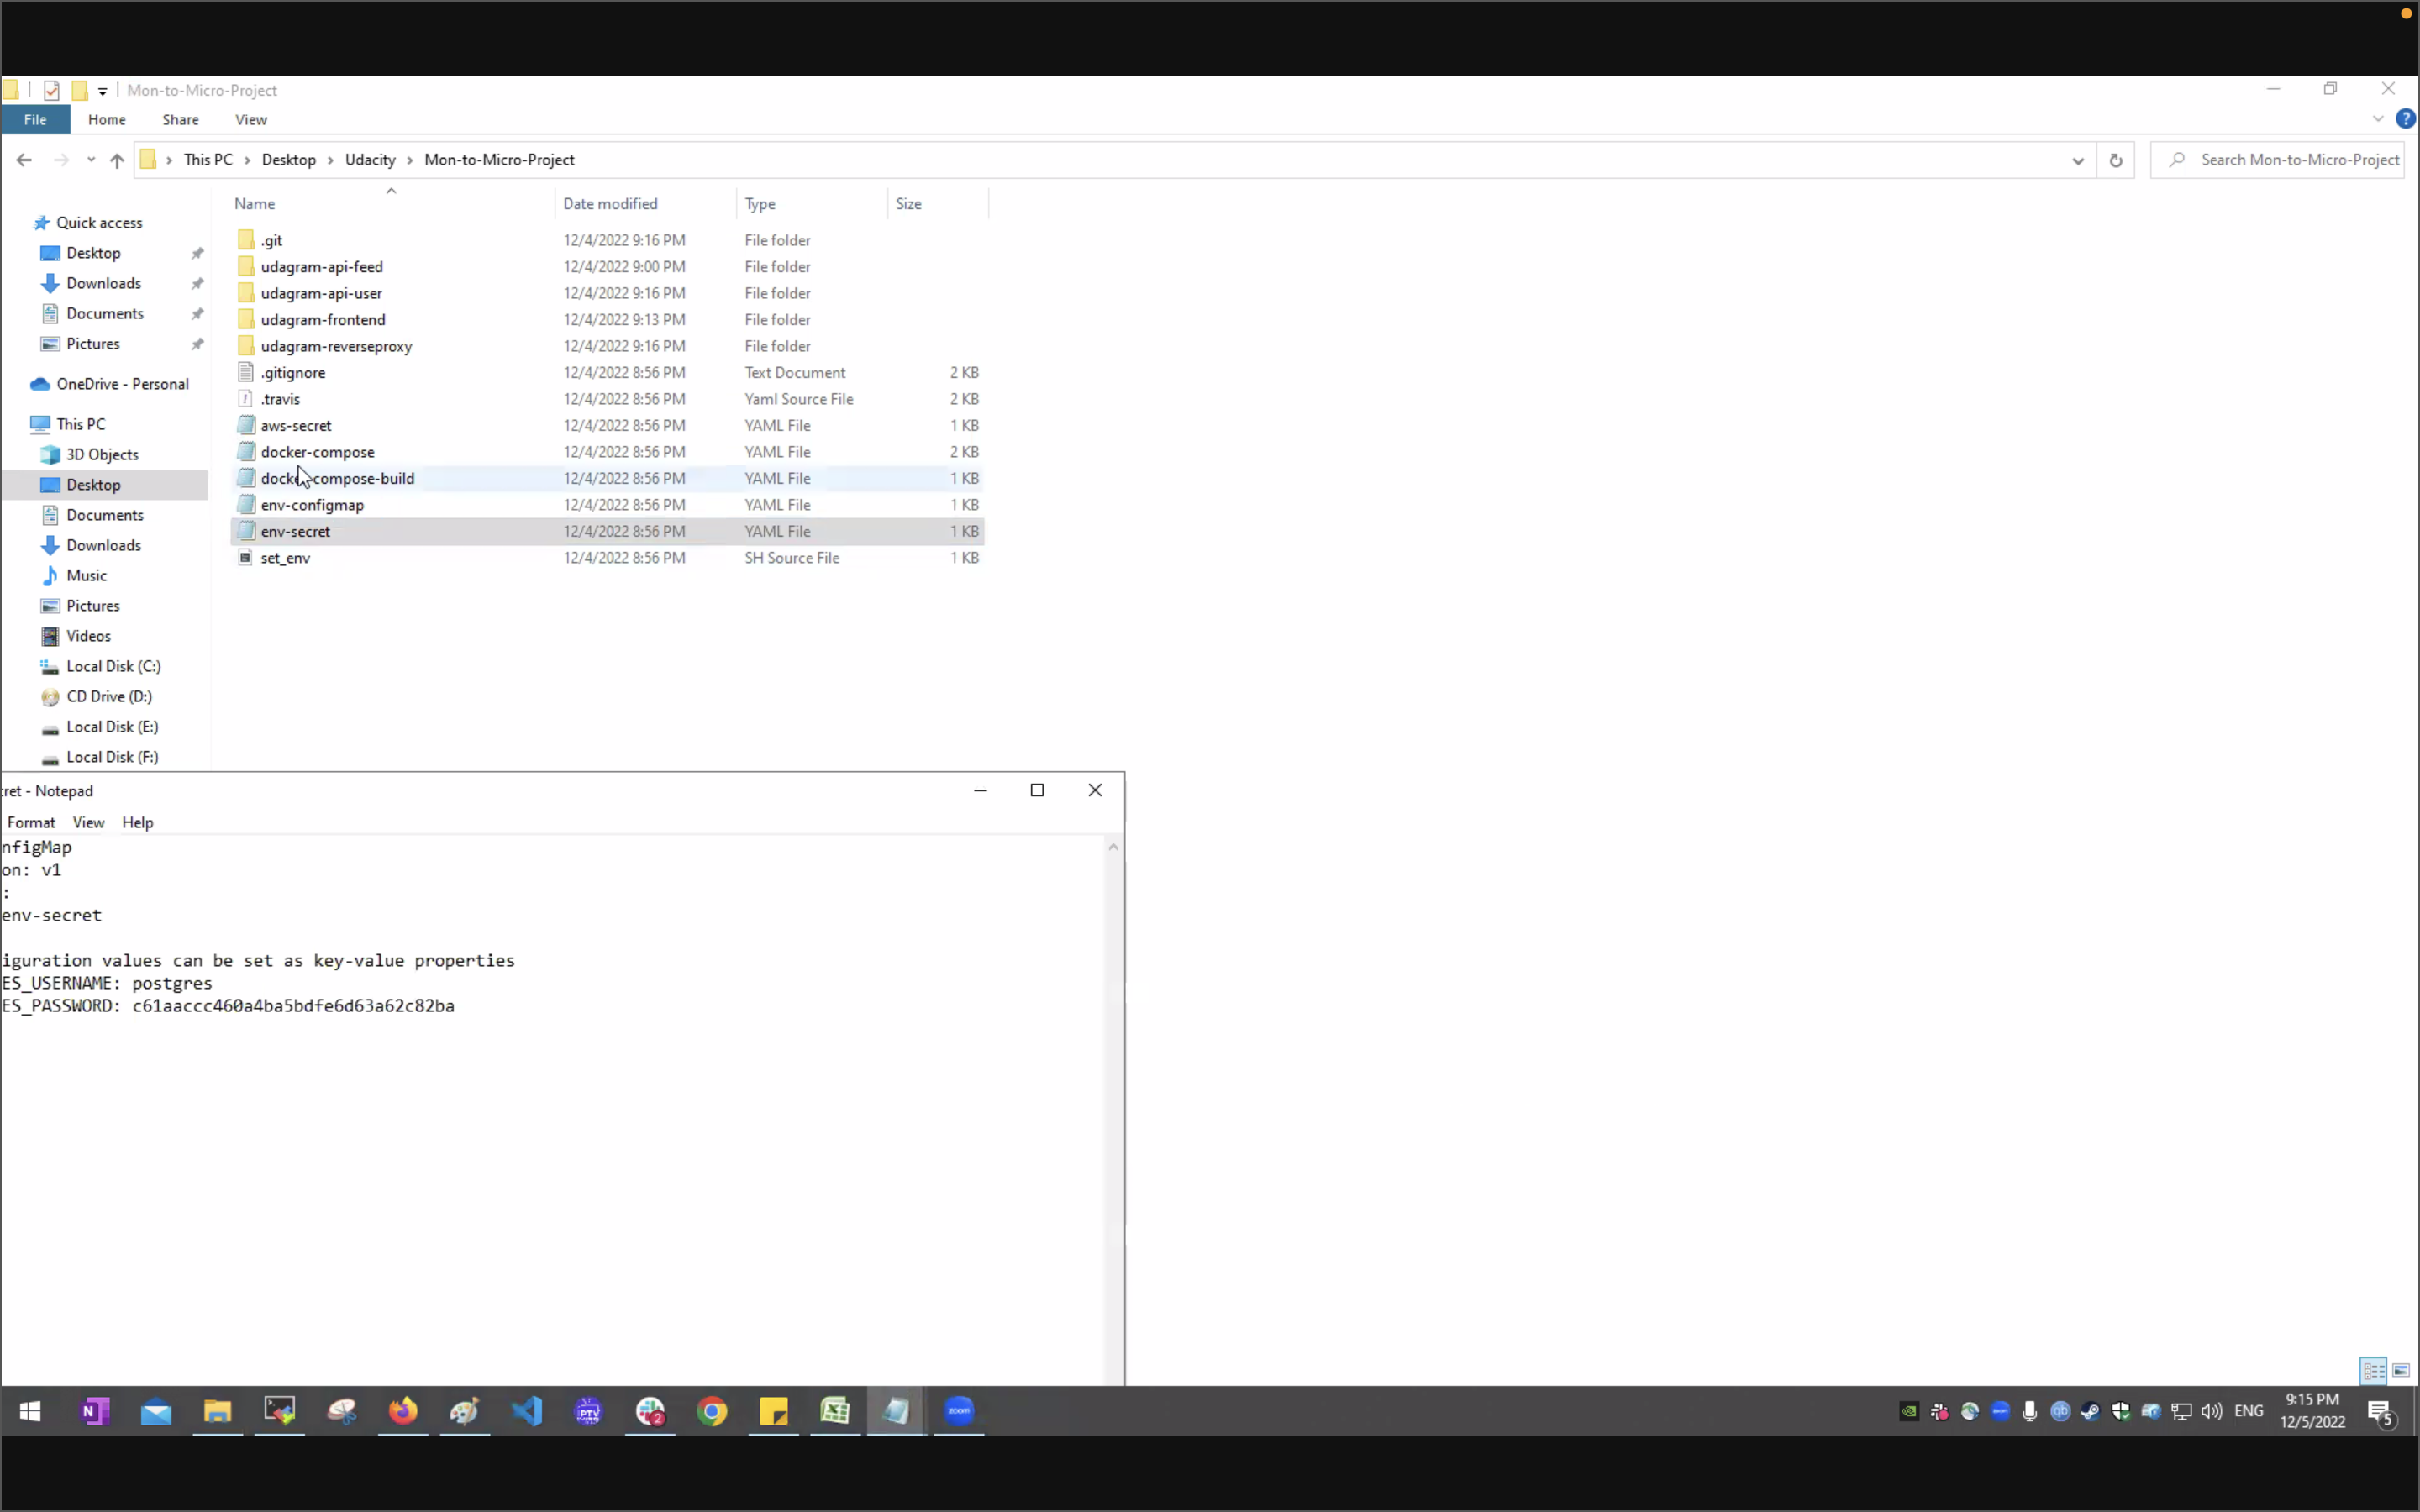 Mon-to-Micro-Project
File Home Share View
This PC Desktop Udacity Mon-to-Micro-Project Search Mon-to-Micro-Project
Name Date modified Type Size
.git 12/4/2022 9:16 PM File folder
udagram-api-feed 12/4/2022 9:00 PM File folder
udagram-api-user 12/4/2022 9:16 PM File folder
udagram-frontend 12/4/2022 9:13 PM File folder
udagram-reverseproxy 12/4/2022 9:16 PM File folder
.gitignore 12/4/2022 8:56 PM Text Document 2 KB
.travis 12/4/2022 8:56 PM Yaml Source File 2 KB
aws-secret 12/4/2022 8:56 PM YAML File 1 KB
docker-compose 12/4/2022 8:56 PM YAML File 2 KB
docker-compose-build 12/4/2022 8:56 PM YAML File 1 KB
env-configmap 12/4/2022 8:56 PM YAML File 1 KB
env-secret 12/4/2022 8:56 PM YAML File 1 KB
set_env 12/4/2022 8:56 PM SH Source File 1 KB
Quick access
Desktop
Downloads
Documents
Pictures
OneDrive - Personal
This PC
3D Objects
Desktop
Documents
Downloads
Music
Pictures
Videos
Local Disk (C:)
CD Drive (D:)
Local Disk (E:)
Local Disk (F:)
ret - Notepad
Format View Help
nfigMap
on: v1
:
env-secret
iguration values can be set as key-value properties
ES_USERNAME: postgres
ES_PASSWORD: c61aaccc460a4ba5bdfe6d63a62c82ba
N
IPTV
2
zoom
ENG
9:15 PM
12/5/2022
5